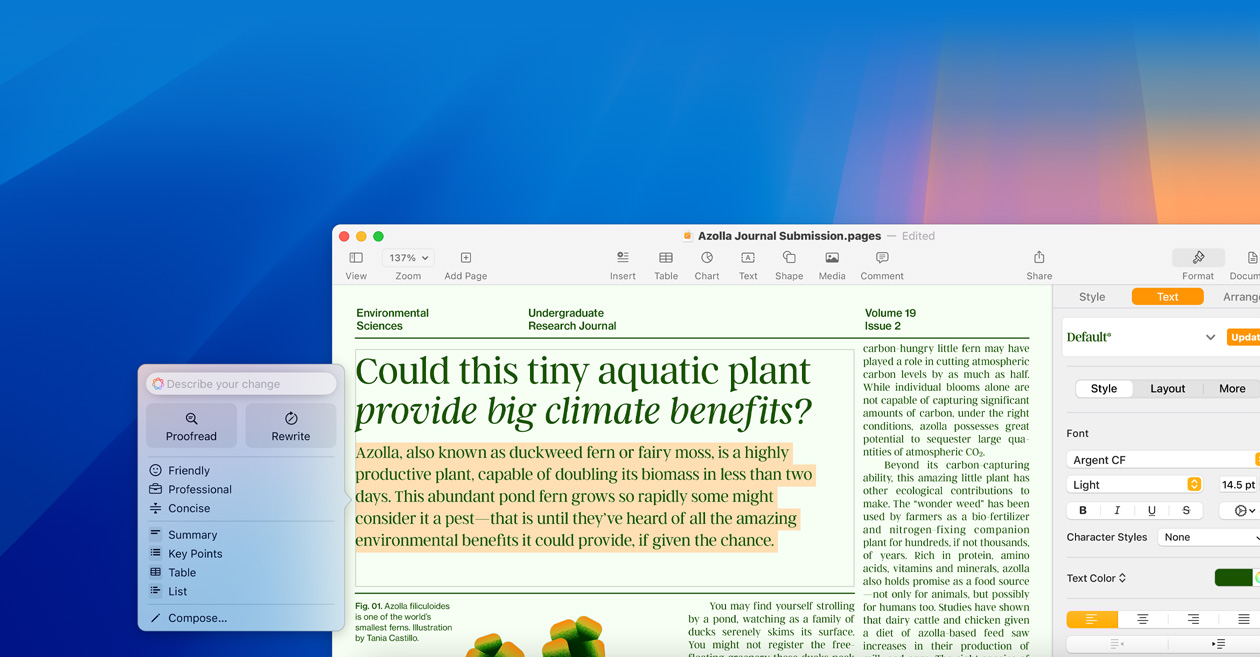 Azolla Journal Submission.pages — Edited
137%
View
Zoom
Add Page
Insert
Table
Chart
Text
Shape
Media
Comment
Share
Format
Environmental
Sciences
Undergraduate
Research Journal
Volume 19
Issue 2
Could this tiny aquatic plant
provide big climate benefits?
Azolla, also known as duckweed fern or fairy moss, is a highly
productive plant, capable of doubling its biomass in less than two
days. This abundant pond fern grows so rapidly some might
consider it a pest—that is until they’ve heard of all the amazing
environmental benefits it could provide, if given the chance.
Fig. 01. Azolla filiculoides
is one of the world’s
smallest ferns. Illustration
by Tania Castillo.
You may find yourself strolling
by a pond, watching as a family of
ducks serenely skims its surface.
You might not register the free-
carbon-hungry little fern may have
played a role in cutting atmospheric
carbon levels by as much as half.
While individual blooms alone are
not capable of capturing significant
amounts of carbon, under the right
conditions, azolla possesses great
potential to sequester large qua-
ntities of atmospheric CO₂.
Beyond its carbon-capturing
ability, this amazing little plant has
other ecological contributions to
make. The “wonder weed” has been
used by farmers as a bio-fertilizer
and nitrogen-fixing companion
plant for hundreds, if not thousands,
of years. Rich in protein, amino
acids, vitamins and minerals, azolla
also holds promise as a food source
—not only for animals, but possibly
for humans too. Studies have shown
that dairy cattle and chicken given
a diet of azolla-based feed saw
increases in their production of
Describe your change
Proofread
Rewrite
Friendly
Professional
Concise
Summary
Key Points
Table
List
Compose...
Style
Text
Default*
Style
Layout
More
Font
Argent CF
Light
14.5 pt
B
I
U
S
Character Styles
None
Text Color